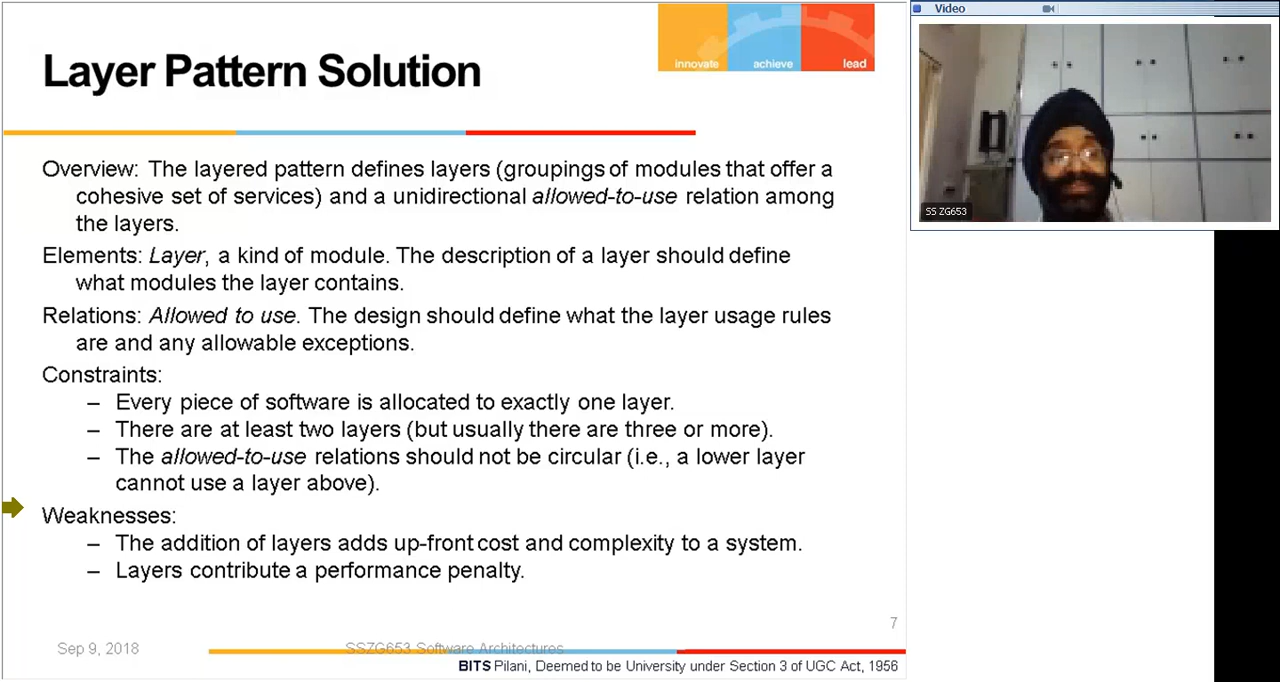 Layer Pattern Solution
innovate achieve lead
Overview: The layered pattern defines layers (groupings of modules that offer a
cohesive set of services) and a unidirectional allowed-to-use relation among
the layers.
Elements: Layer, a kind of module. The description of a layer should define
what modules the layer contains.
Relations: Allowed to use. The design should define what the layer usage rules
are and any allowable exceptions.
Constraints:
– Every piece of software is allocated to exactly one layer.
– There are at least two layers (but usually there are three or more).
– The allowed-to-use relations should not be circular (i.e., a lower layer
cannot use a layer above).
Weaknesses:
– The addition of layers adds up-front cost and complexity to a system.
– Layers contribute a performance penalty.
7
Sep 9, 2018 SSZG653 Software Architectures
BITS Pilani, Deemed to be University under Section 3 of UGC Act, 1956
Video
SS ZG653